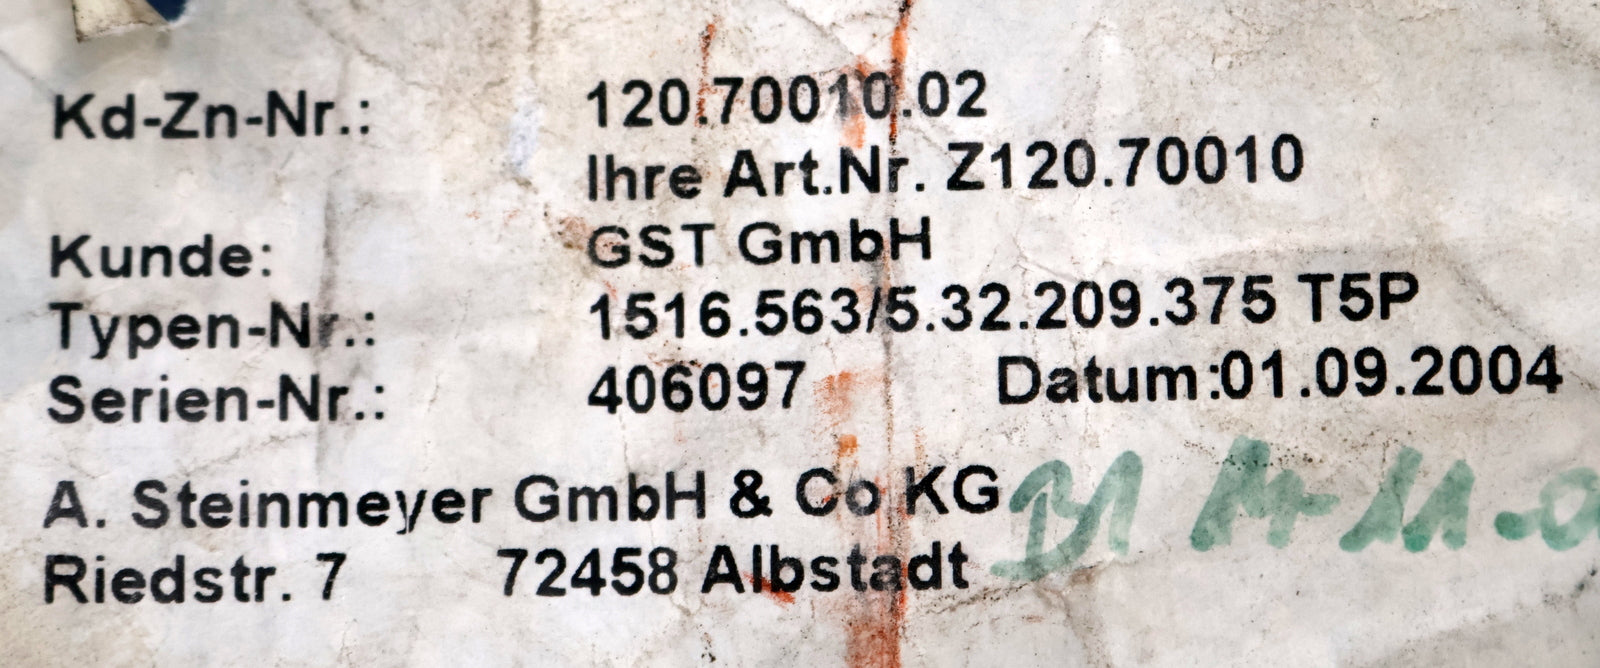 Kd-Zn-Nr.: 120.70010.02
Ihre Art.Nr. Z120.70010
Kunde: GST GmbH
Typen-Nr.: 1516.563/5.32.209.375 T5P
Serien-Nr.: 406097 Datum:01.09.2004
A. Steinmeyer GmbH & Co KG
Riedstr. 7 72458 Albstadt